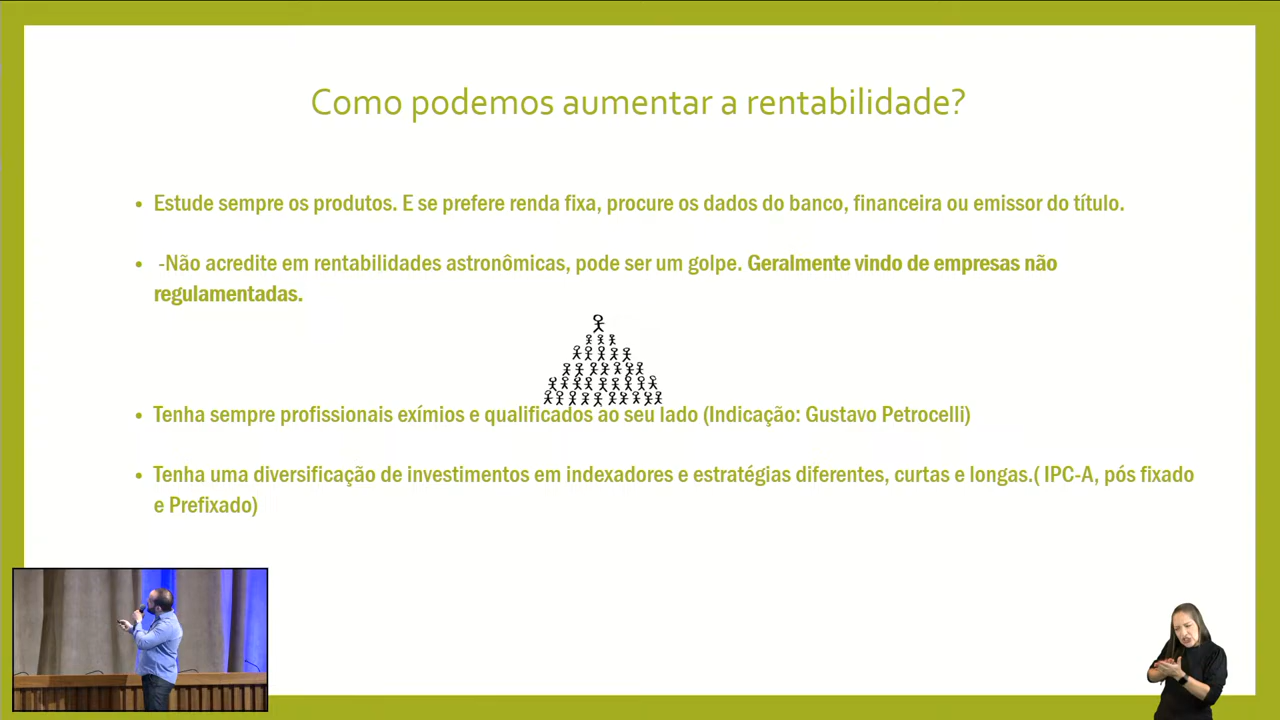 Como podemos aumentar a rentabilidade?
• Estude sempre os produtos. E se prefere renda fixa, procure os dados do banco, financeira ou emissor do título.
• -Não acredite em rentabilidades astronômicas, pode ser um golpe. Geralmente vindo de empresas não
regulamentadas.
• Tenha sempre profissionais exímios e qualificados ao seu lado (Indicação: Gustavo Petrocelli)
• Tenha uma diversificação de investimentos em indexadores e estratégias diferentes, curtas e longas.( IPC-A, pós fixado
e Prefixado)